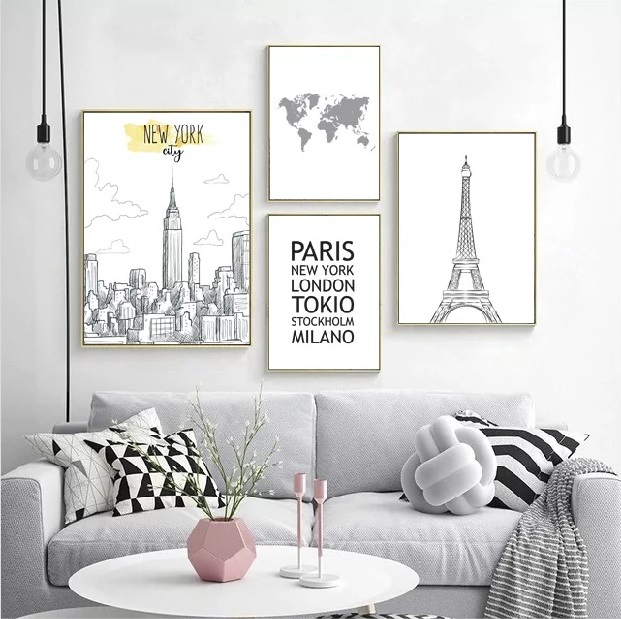 NEW YORK
city
PARIS
NEW YORK
LONDON
TOKIO
STOCKHOLM
MILANO